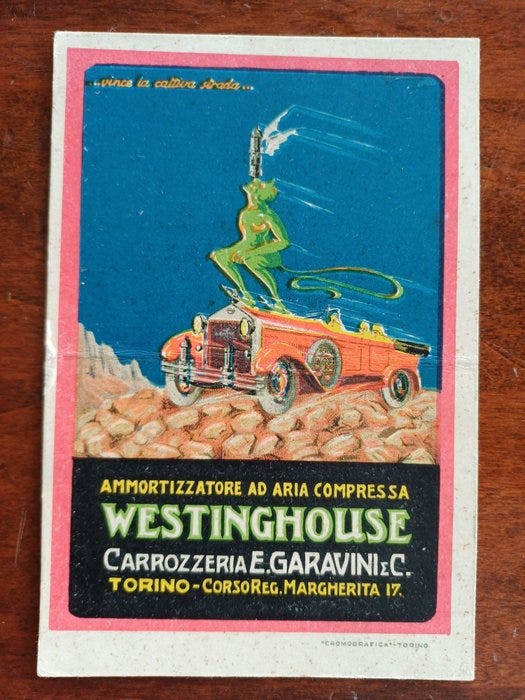 ...vince la cattiva strada...
AMMORTIZZATORE AD ARIA COMPRESSA
WESTINGHOUSE
CARROZZERIA E. GARAVINI E C.
TORINO - CORSO REG. MARGHERITA 17.
"CROMOGRAFICA" - TORINO